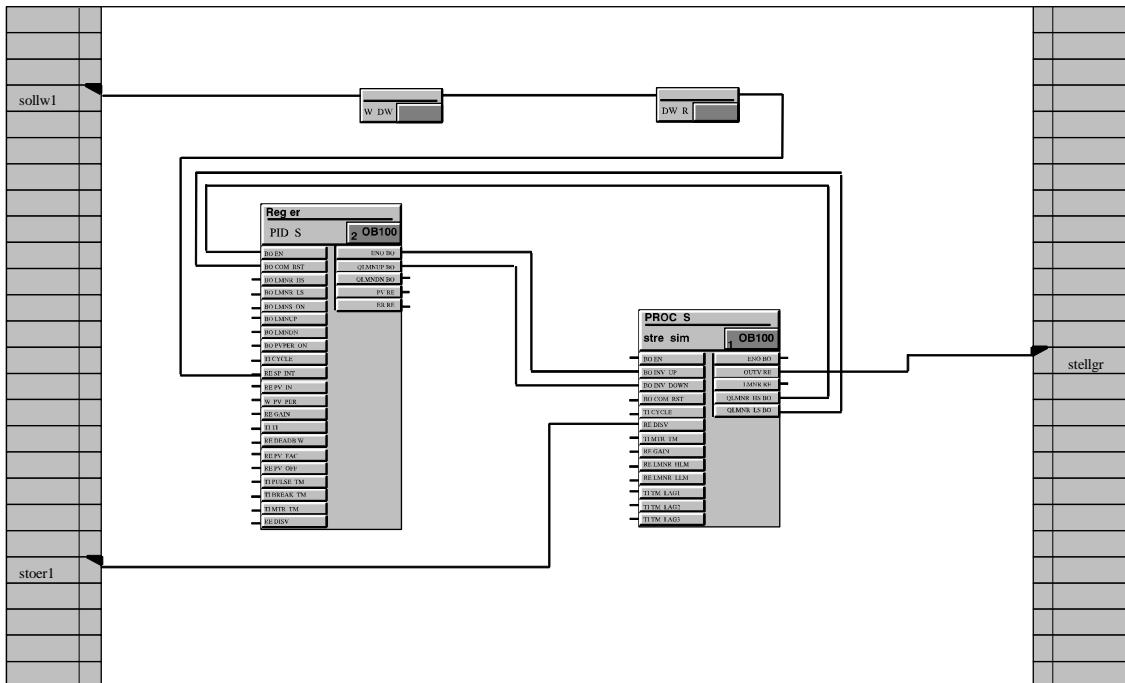 sollw1
W DW
DW R
Reg er
PID S
2 OB100
BO EN
BO COM RST
BO LMNR HS
BO LMNR LS
BO LMNS ON
BO LMNUP
BO LMNDN
BO PVPER ON
TI CYCLE
RE SP INT
RE PV IN
W PV PER
RE GAIN
TI TI
RE DEADB W
RE PV FAC
RE PV OFF
TI PULSE TM
TI BREAK TM
TI MTR TM
RE DISV
ENO BO
QLMNUP BO
QLMNDN BO
PV RE
ER RE
PROC S
stre sim
1 OB100
BO EN
BO INV UP
BO INV DOWN
BO COM RST
TI CYCLE
RE DISV
TI MTR TM
RE GAIN
RE LMNR HLM
RE LMNR LLM
TI TM LAG1
TI TM LAG2
TI TM LAG3
ENO BO
OUTV RE
LMNR RE
QLMNR HS BO
QLMNR LS BO
stellgr
stoer1